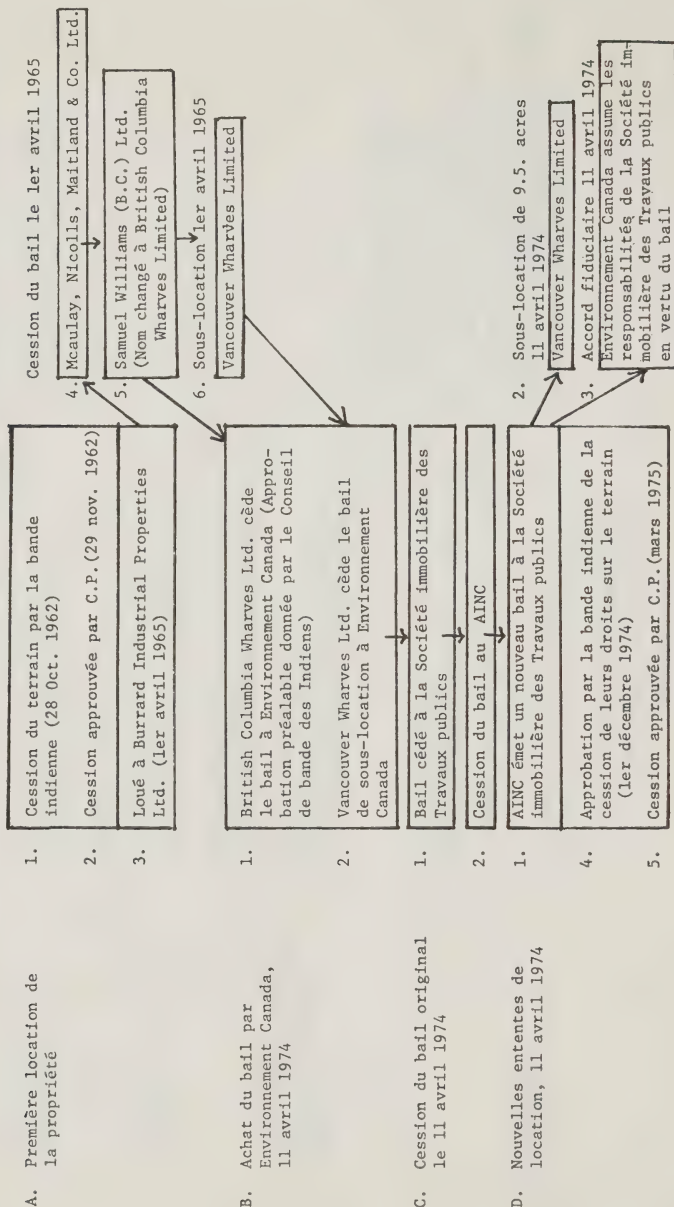 A. Première location de
la propriété
1. Cession du terrain par la bande
indienne (28 Oct. 1962)
2. Cession approuvée par C.P. (29 nov. 1962)
3. Loué à Burrard Industrial Properties
Ltd. (1er avril 1965)
Cession du bail le 1er avril 1965
4. Mcaulay, Nicolls, Maitland & Co. Ltd.
5. Samuel Williams (B.C.) Ltd.
(Nom changé à British Columbia
Wharves Limited)
6. Sous-location 1er avril 1965
Vancouver Wharves Limited
B. Achat du bail par
Environnement Canada,
11 avril 1974
1. British Columbia Wharves Ltd. cède
le bail à Environnement Canada (Appro-
bation préalable donnée par le Conseil
de bande des Indiens)
2. Vancouver Wharves Ltd. cède le bail
de sous-location à Environnement
Canada
C. Cession du bail original
le 11 avril 1974
1. Bail cédé à la Société immobilière des
Travaux publics
2. Cession du bail au AINC
D. Nouvelles ententes de
location, 11 avril 1974
1. AINC émet un nouveau bail à la Société
immobilière des Travaux publics
2. Sous-location de 9.5. acres
11 avril 1974
Vancouver Wharves Limited
3. Accord fiduciaire 11 avril 1974
Environnement Canada assume les
responsabilités de la Société im-
mobilière des Travaux publics
en vertu du bail
4. Approbation par la bande indienne de la
cession de leurs droits sur le terrain
(1er décembre 1974)
5. Cession approuvée par C.P. (mars 1975)